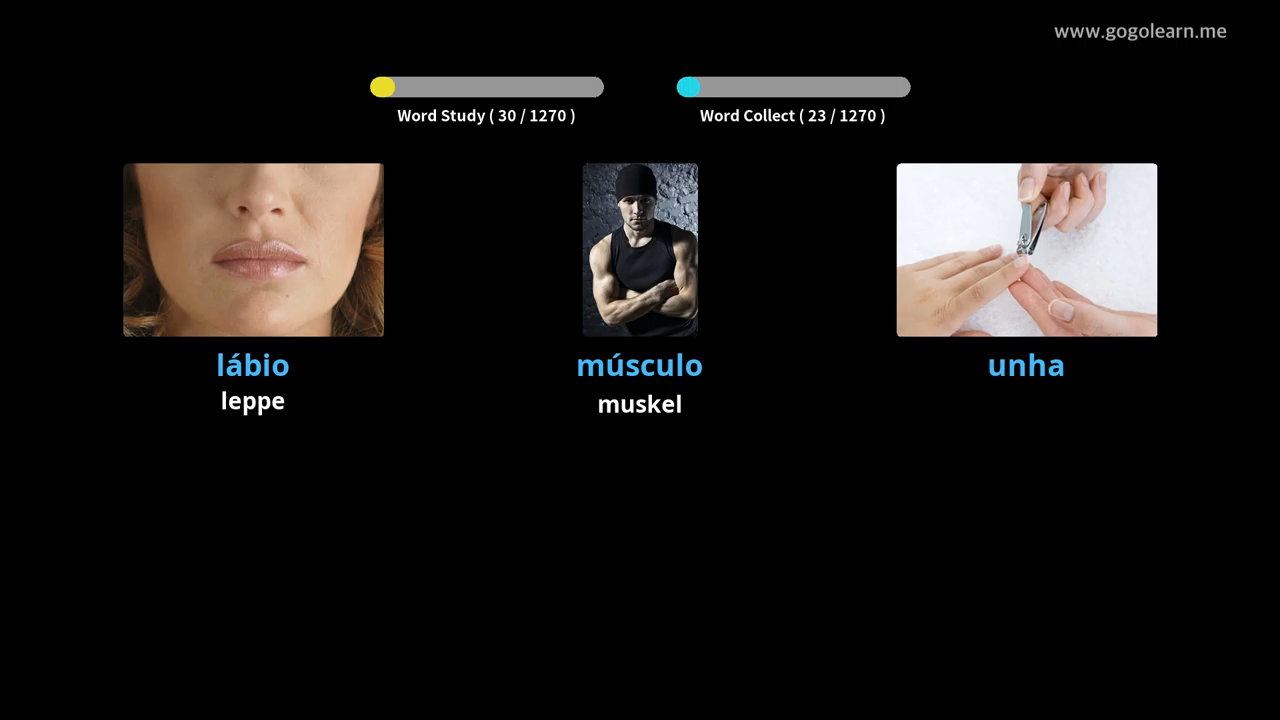 www.gogolearn.me
Word Study ( 30 / 1270 )
Word Collect ( 23 / 1270 )
lábio
leppe
músculo
muskel
unha